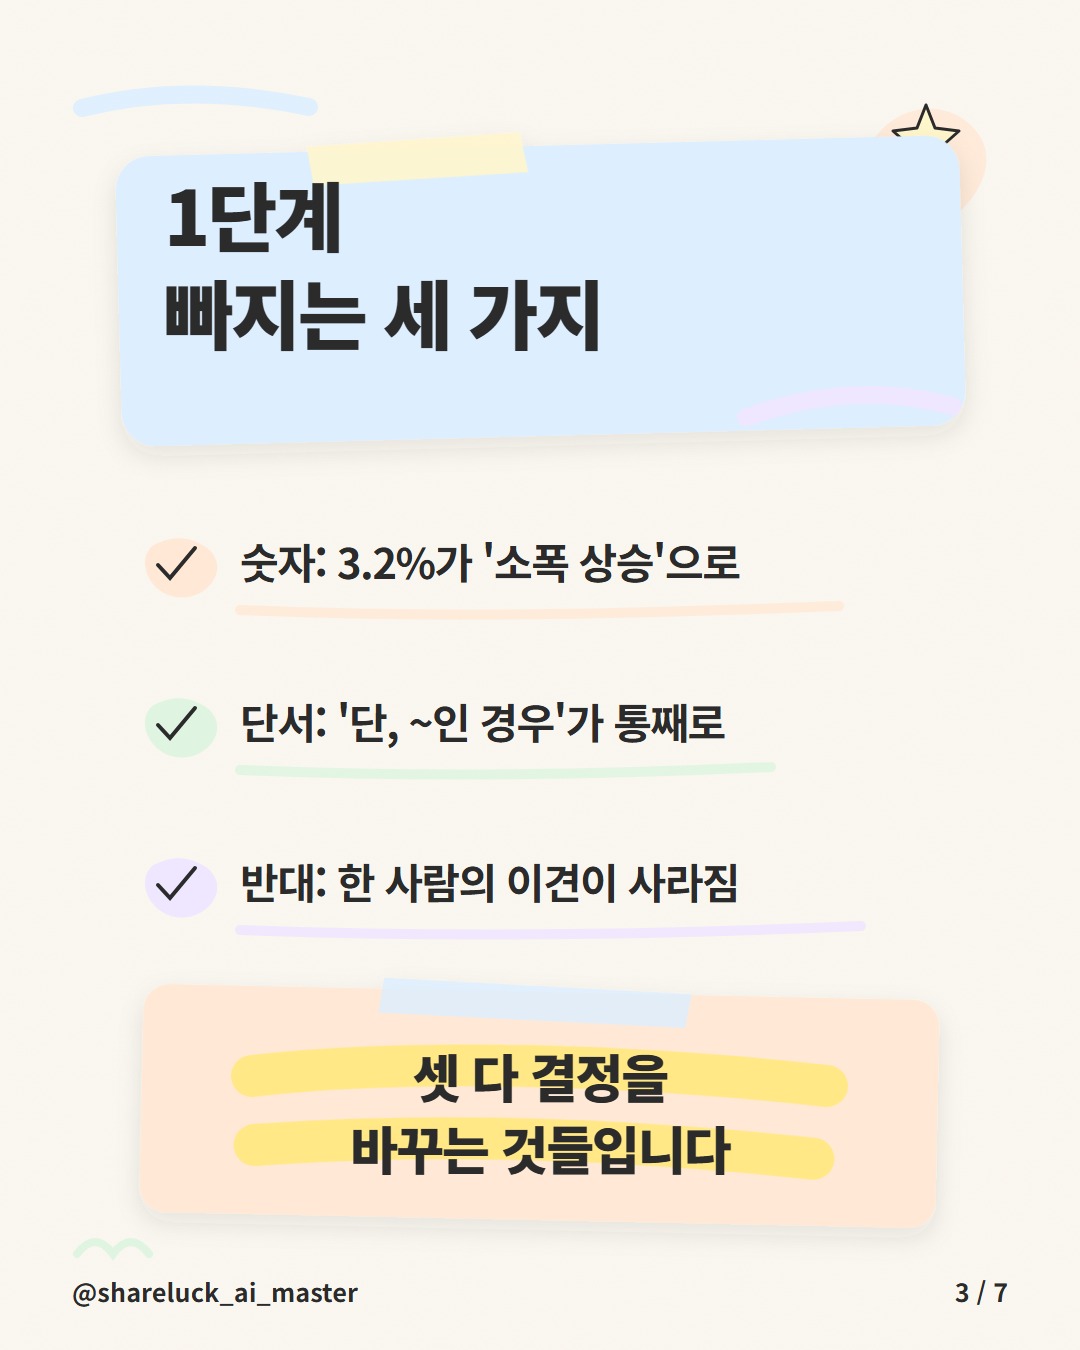 1단계
빠지는 세 가지
숫자: 3.2%가 '소폭 상승'으로
단서: '단, ~인 경우'가 통째로
반대: 한 사람의 이견이 사라짐
셋 다 결정을
바꾸는 것들입니다
@shareluck_ai_master
3 / 7